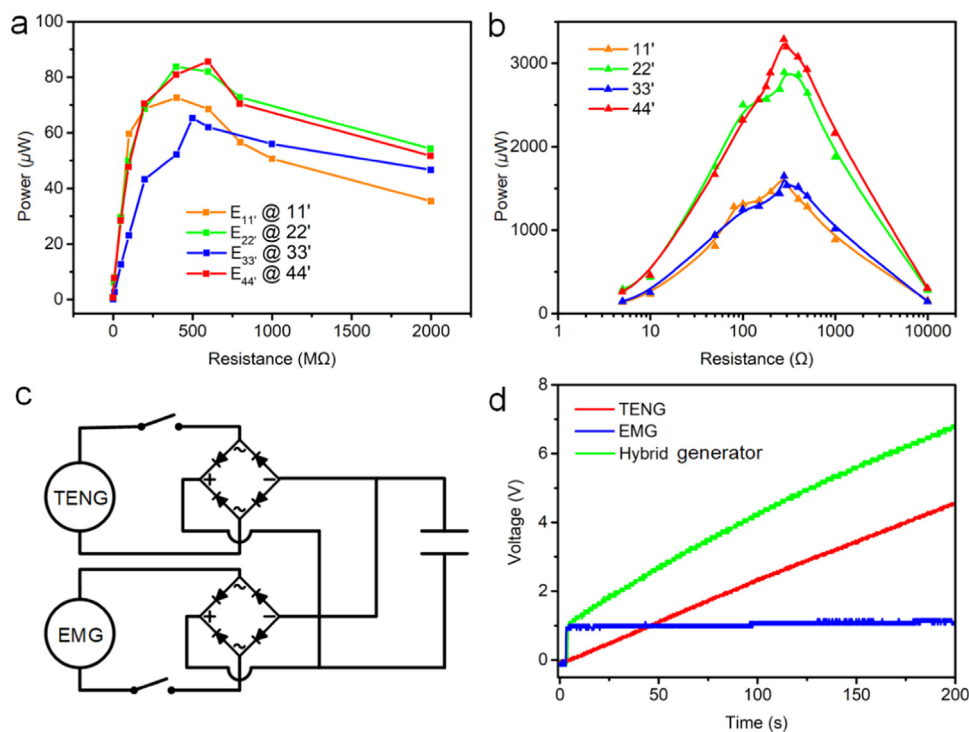 a
Power (μW)
100
80
60
40
20
0
E11' @ 11'
E22' @ 22'
E33' @ 33'
E44' @ 44'
0 500 1000 1500 2000
Resistance (MΩ)
b
Power (μW)
3000
2000
1000
0
11'
22'
33'
44'
1 10 100 1000 10000
Resistance (Ω)
c
TENG
~
+ −
~
EMG
~
+ −
~
d
Voltage (V)
8
6
4
2
0
TENG
EMG
Hybrid generator
0 50 100 150 200
Time (s)